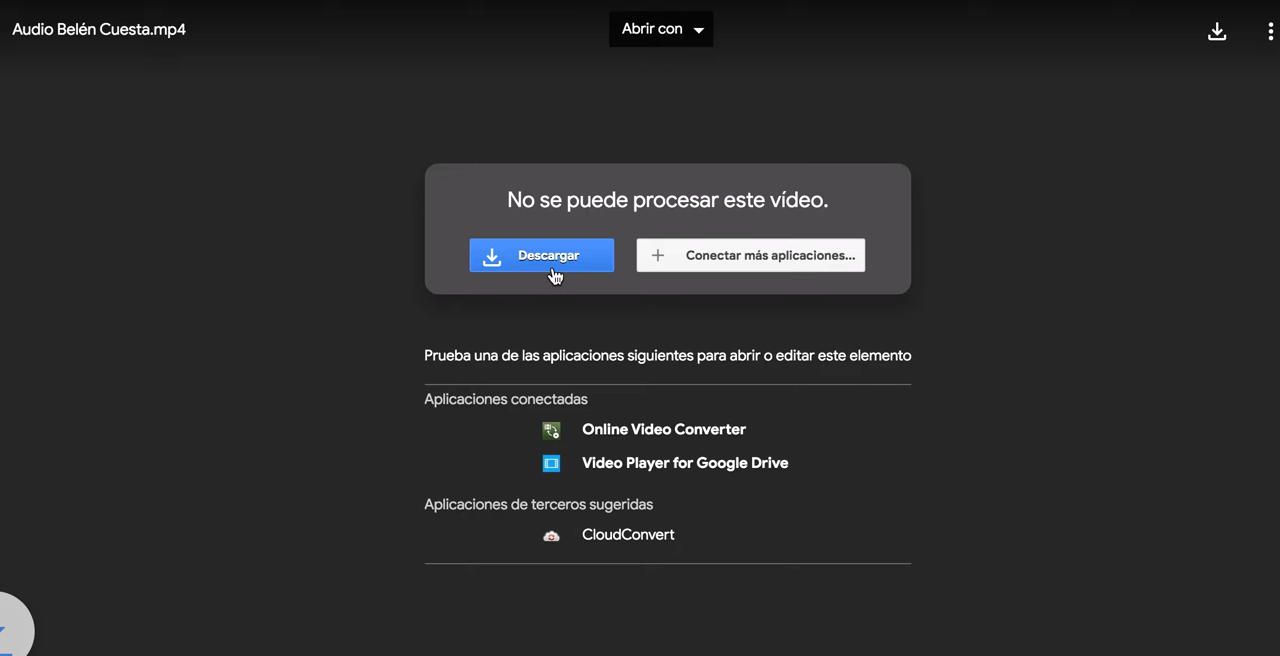 Audio Belén Cuesta.mp4
Abrir con
No se puede procesar este vídeo.
Descargar
Conectar más aplicaciones...
Prueba una de las aplicaciones siguientes para abrir o editar este elemento
Aplicaciones conectadas
Online Video Converter
Video Player for Google Drive
Aplicaciones de terceros sugeridas
CloudConvert